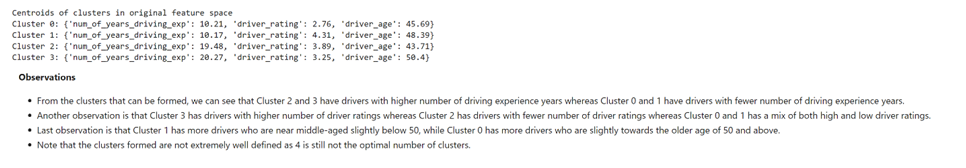 Centroids of clusters in original feature space
Cluster 0: {'num_of_years_driving_exp': 10.21, 'driver_rating': 2.76, 'driver_age': 45.69}
Cluster 1: {'num_of_years_driving_exp': 10.17, 'driver_rating': 4.31, 'driver_age': 48.39}
Cluster 2: {'num_of_years_driving_exp': 19.48, 'driver_rating': 3.89, 'driver_age': 43.71}
Cluster 3: {'num_of_years_driving_exp': 20.27, 'driver_rating': 3.25, 'driver_age': 50.4}
Observations
• From the clusters that can be formed, we can see that Cluster 2 and 3 have drivers with higher number of driving experience years whereas Cluster 0 and 1 have drivers with fewer number of driving experience years.
• Another observation is that Cluster 3 has drivers with higher number of driver ratings whereas Cluster 2 has drivers with fewer number of driver ratings whereas Cluster 0 and 1 has a mix of both high and low driver ratings.
• Last observation is that Cluster 1 has more drivers who are near middle-aged slightly below 50, while Cluster 0 has more drivers who are slightly towards the older age of 50 and above.
• Note that the clusters formed are not extremely well defined as 4 is still not the optimal number of clusters.